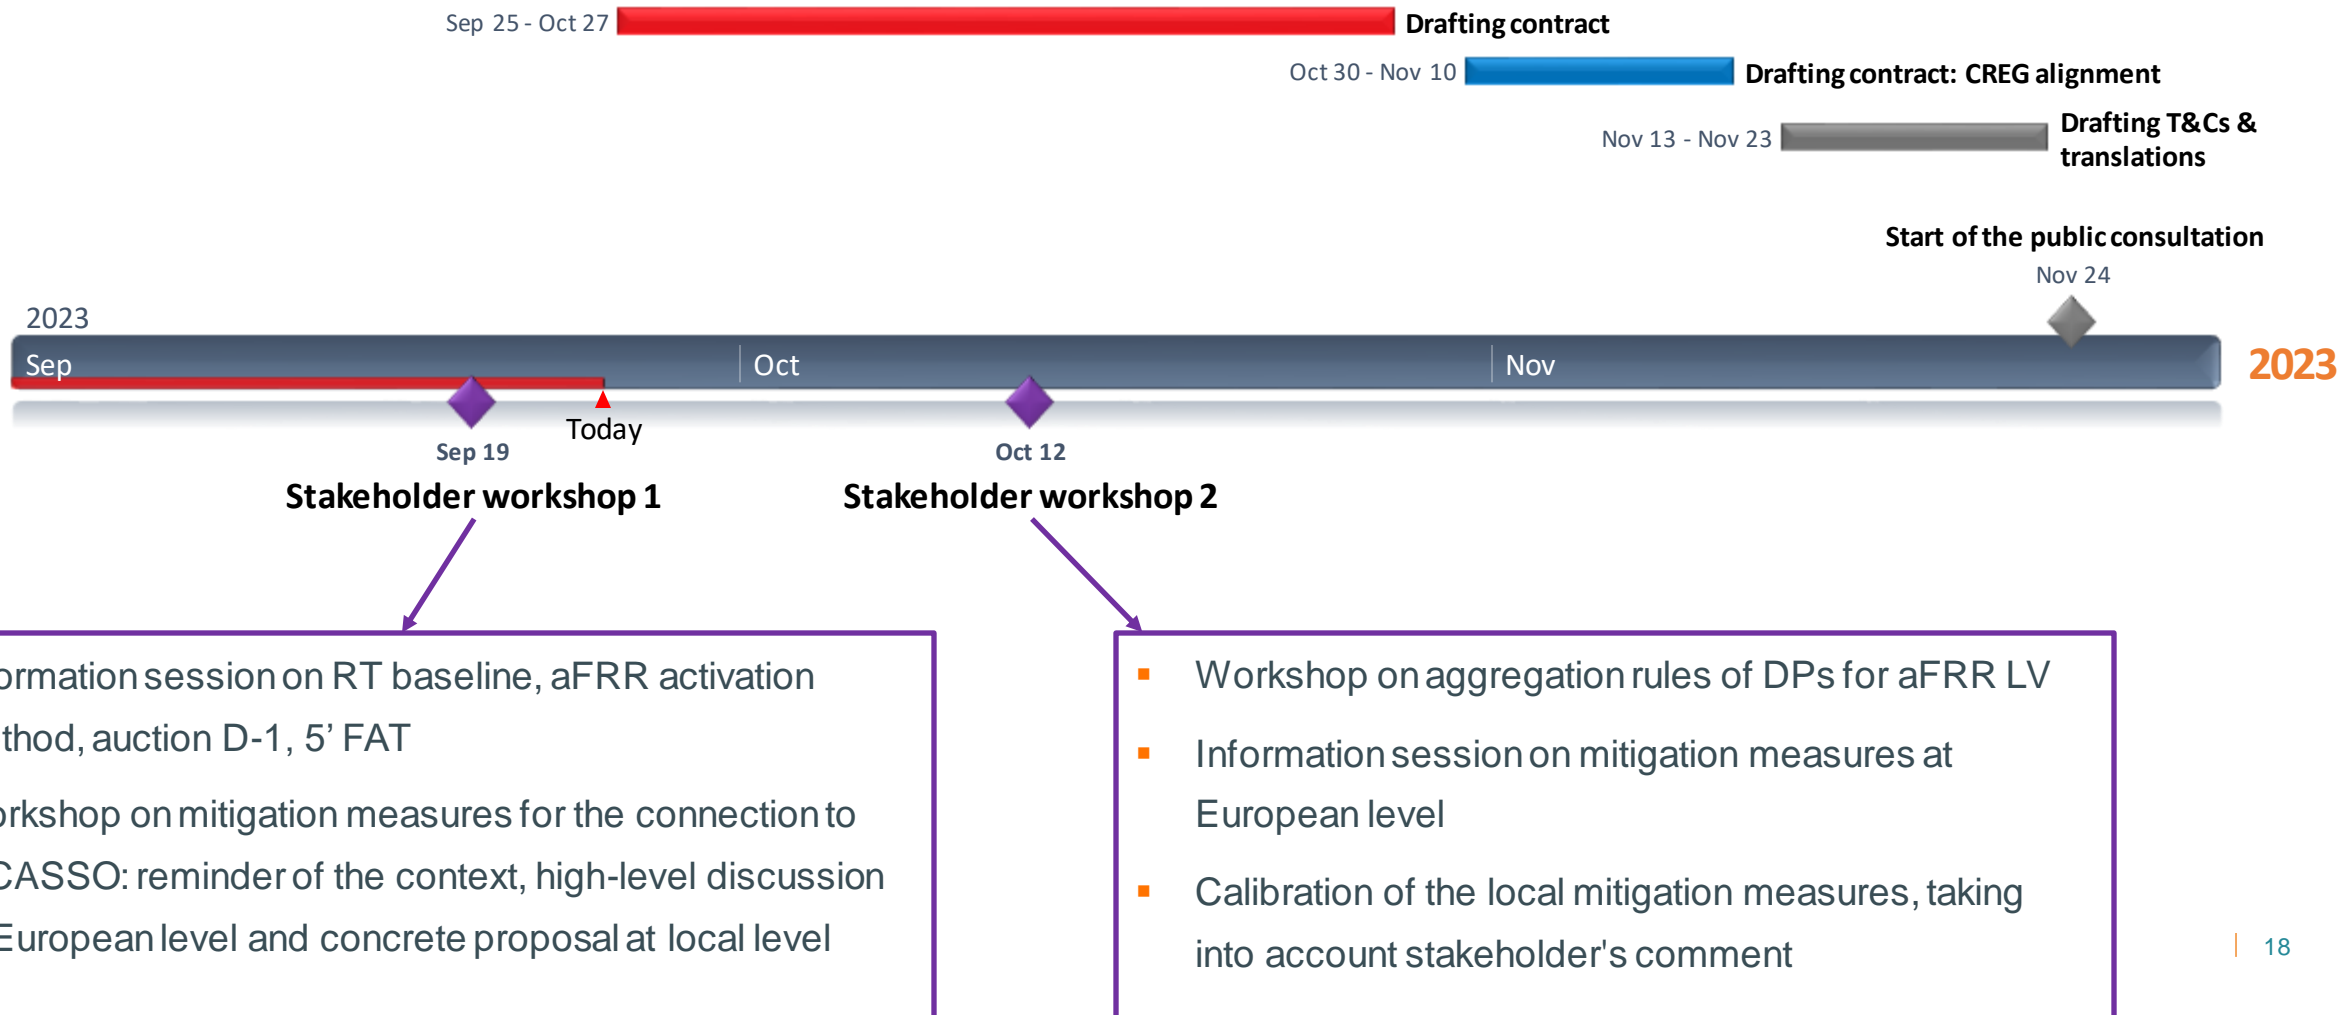 Sep 25 - Oct 27
Drafting contract
Oct 30 - Nov 10
Drafting contract: CREG alignment
Nov 13 - Nov 23
Drafting T&Cs &
translations
Start of the public consultation
Nov 24
2023
Sep
Oct
Nov
2023
Today
Sep 19
Oct 12
Stakeholder workshop 1
Stakeholder workshop 2
session on RT baseline, aFRR activation
auction D-1, 5’ FAT
on mitigation measures for the connection to
reminder of the context, high-level discussion
European level and concrete proposal at local level
▪ Workshop on aggregation rules of DPs for aFRR LV
▪ Information session on mitigation measures at
European level
▪ Calibration of the local mitigation measures, taking
into account stakeholder's comment
18